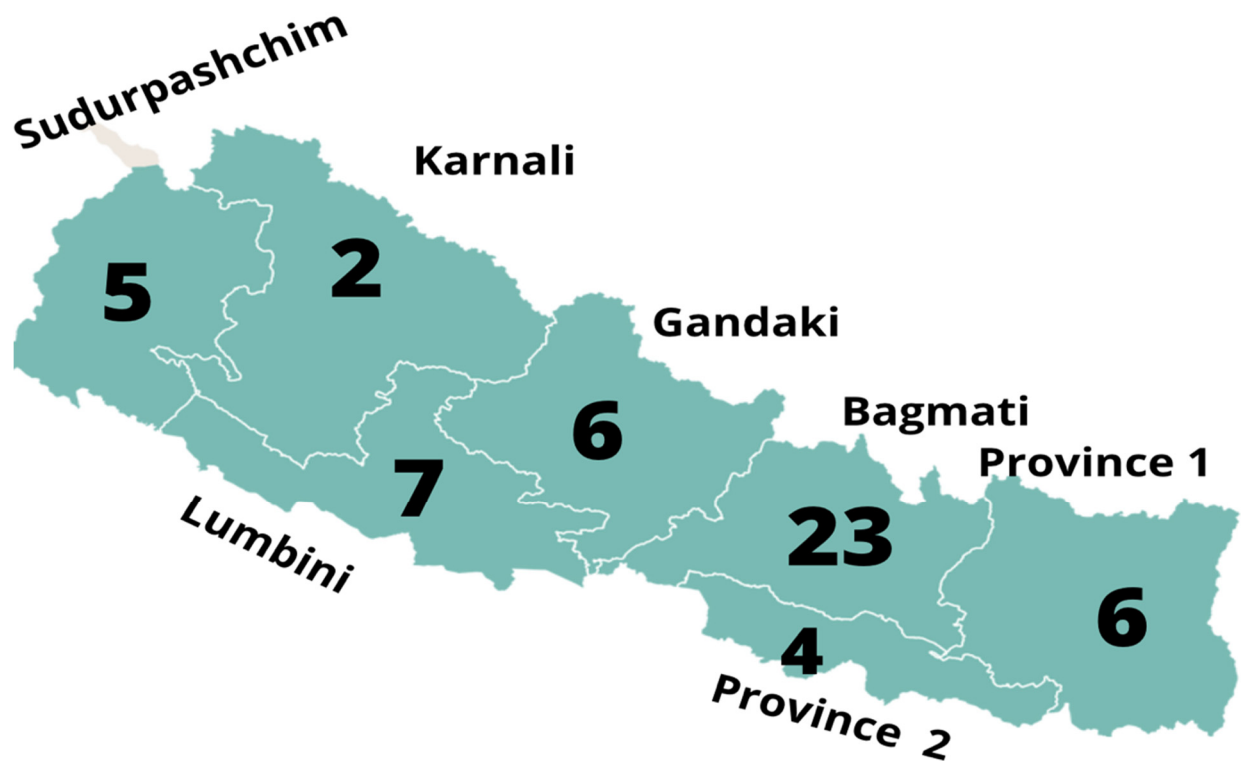 Sudurpashchim
Karnali
5
2
Gandaki
6
Bagmati
Province 1
7
Lumbini
23
6
4
Province 2